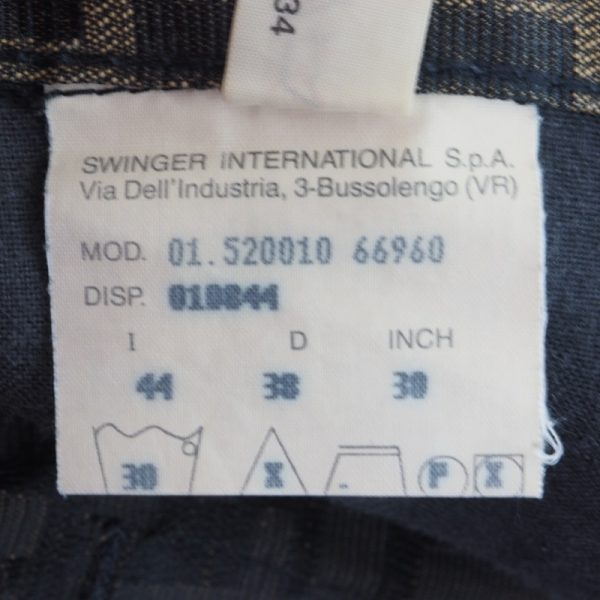 34
SWINGER INTERNATIONAL S.p.A.
Via Dell'Industria, 3-Bussolengo (VR)
MOD. 01.520010 66960
DISP. 010844
I D INCH
44 38 30
30 X P X